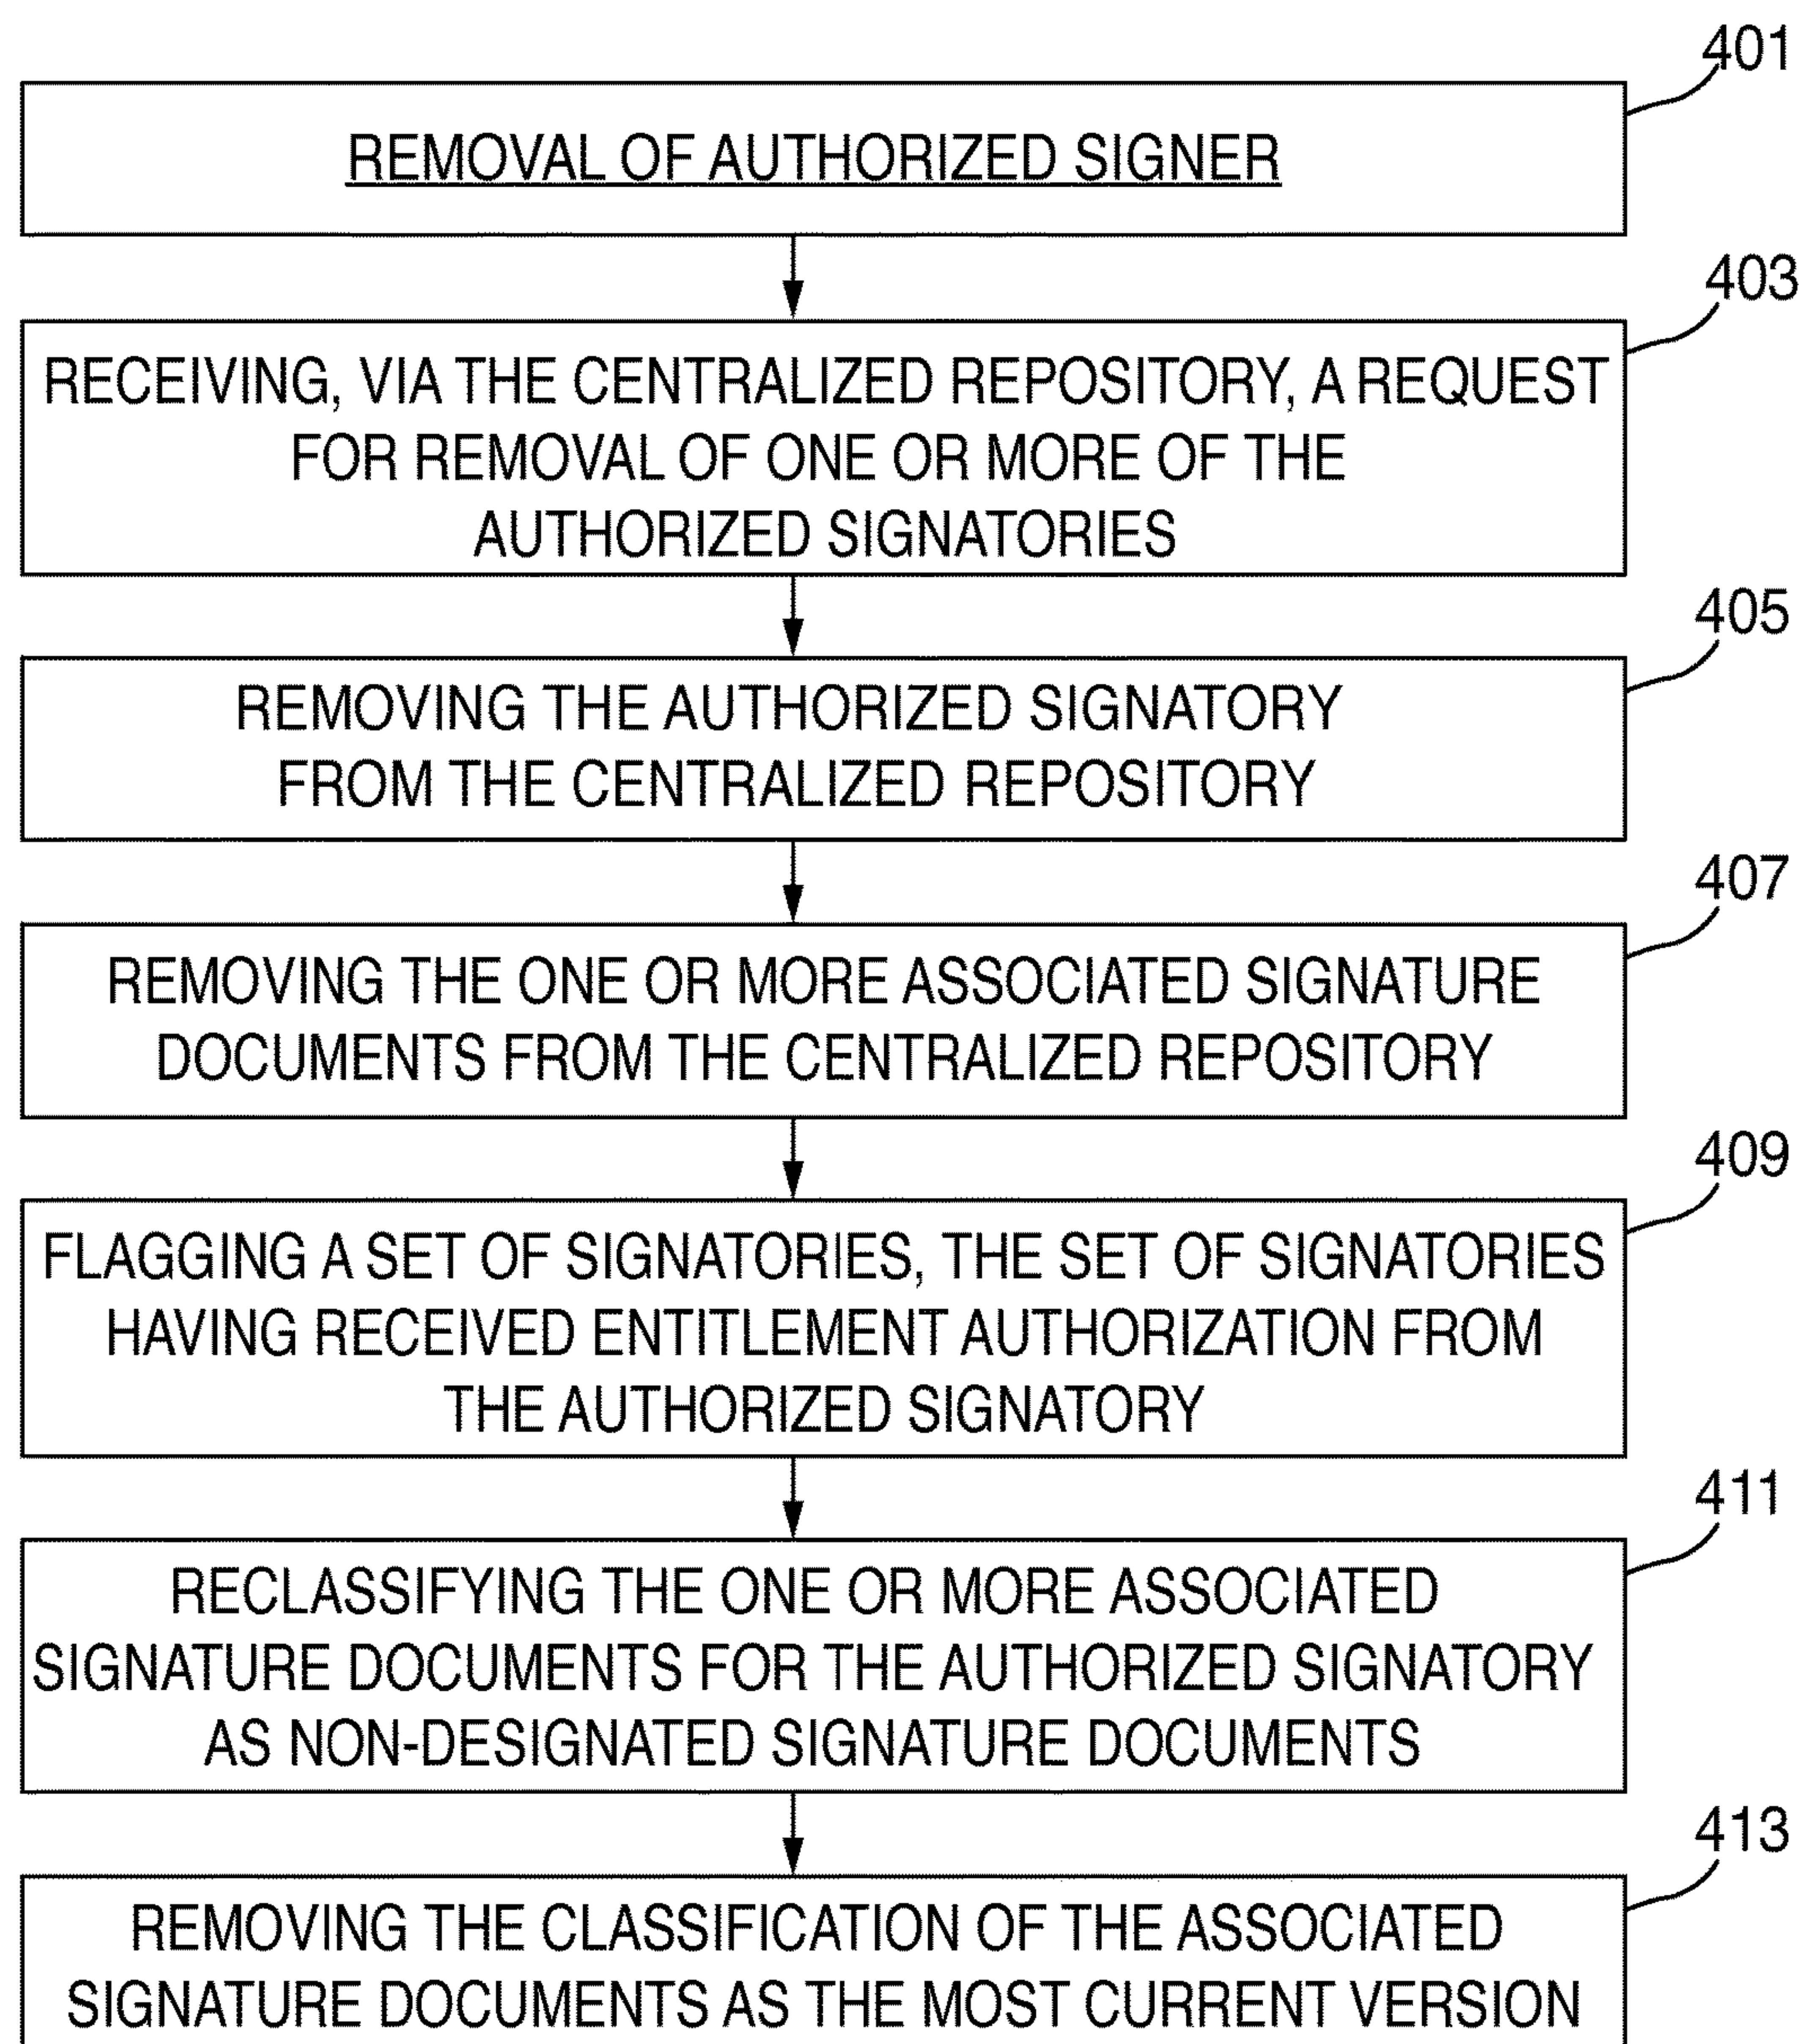 401
REMOVAL OF AUTHORIZED SIGNER
403
RECEIVING, VIA THE CENTRALIZED REPOSITORY, A REQUEST
FOR REMOVAL OF ONE OR MORE OF THE
AUTHORIZED SIGNATORIES
405
REMOVING THE AUTHORIZED SIGNATORY
FROM THE CENTRALIZED REPOSITORY
407
REMOVING THE ONE OR MORE ASSOCIATED SIGNATURE
DOCUMENTS FROM THE CENTRALIZED REPOSITORY
409
FLAGGING A SET OF SIGNATORIES, THE SET OF SIGNATORIES
HAVING RECEIVED ENTITLEMENT AUTHORIZATION FROM
THE AUTHORIZED SIGNATORY
411
RECLASSIFYING THE ONE OR MORE ASSOCIATED
SIGNATURE DOCUMENTS FOR THE AUTHORIZED SIGNATORY
AS NON-DESIGNATED SIGNATURE DOCUMENTS
413
REMOVING THE CLASSIFICATION OF THE ASSOCIATED
SIGNATURE DOCUMENTS AS THE MOST CURRENT VERSION